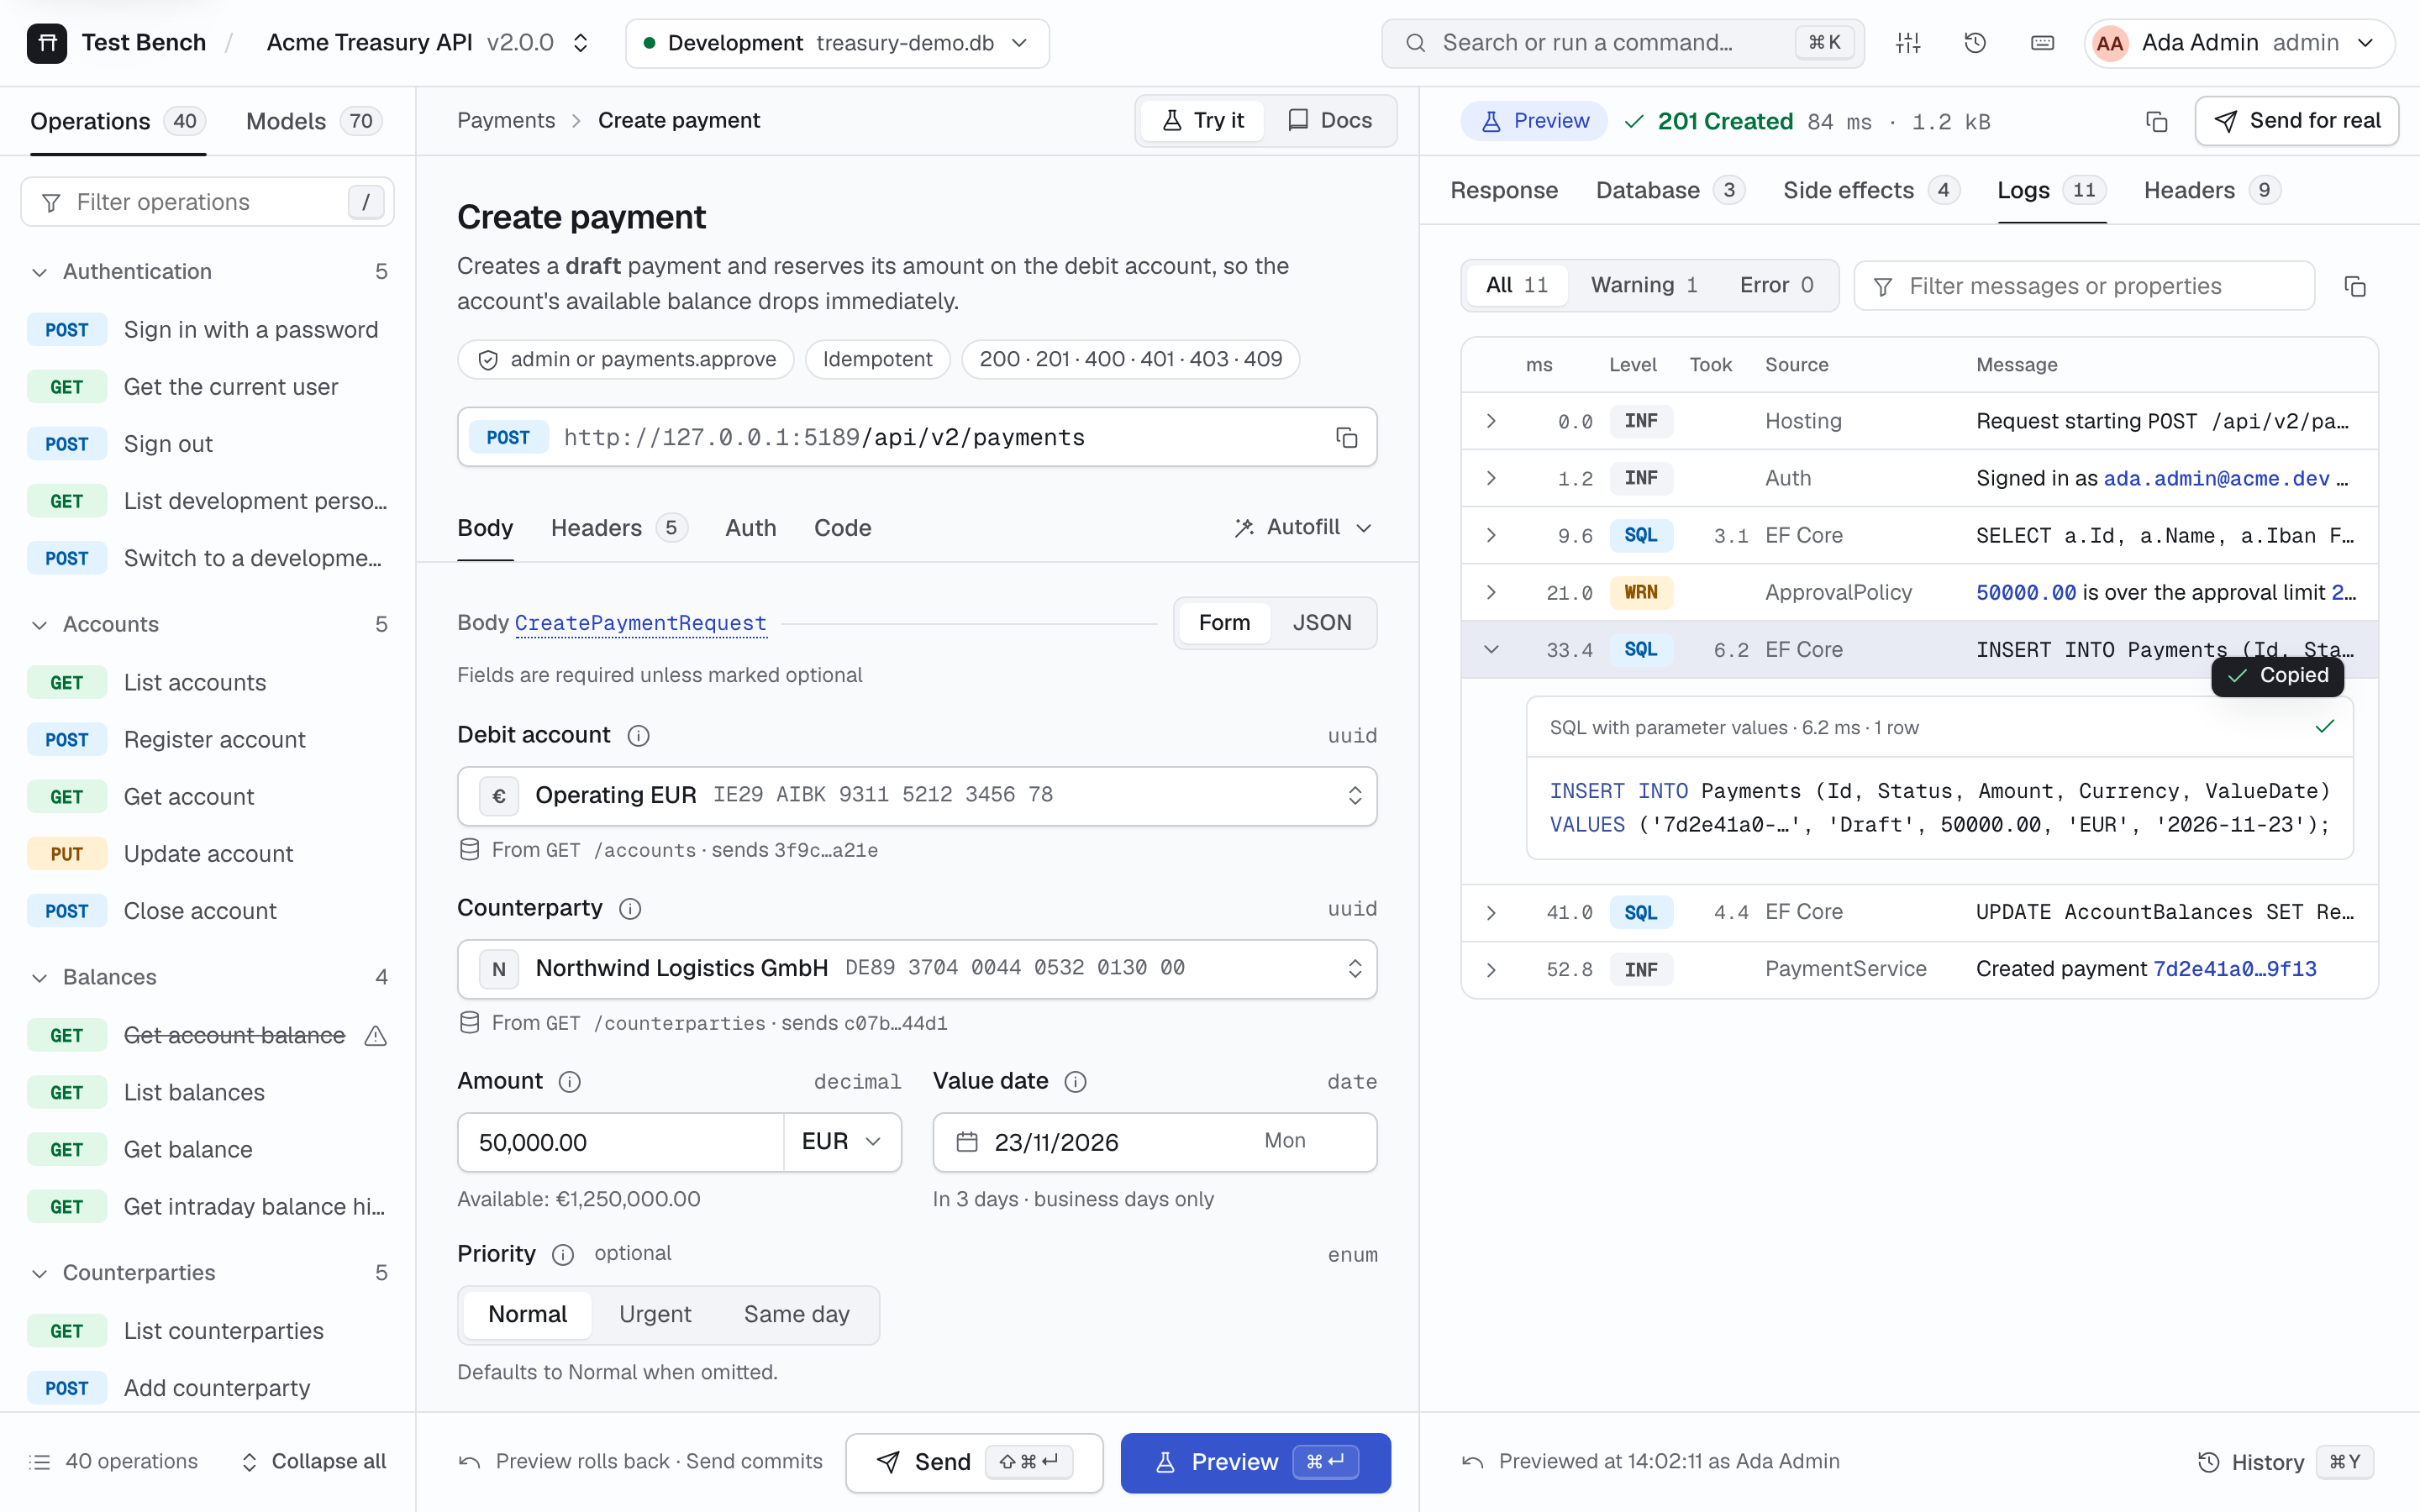 Test Bench / Acme Treasury API v2.0.0
Development treasury-demo.db
Search or run a command... ⌘K
AA Ada Admin admin
Operations 40 Models 70
Filter operations /
Authentication 5
POST Sign in with a password
GET Get the current user
POST Sign out
GET List development perso...
POST Switch to a developme...
Accounts 5
GET List accounts
POST Register account
GET Get account
PUT Update account
POST Close account
Balances 4
GET Get account balance
GET List balances
GET Get balance
GET Get intraday balance hi...
Counterparties 5
GET List counterparties
POST Add counterparty
40 operations Collapse all
Payments > Create payment
Try it Docs
Create payment
Creates a draft payment and reserves its amount on the debit account, so the
account's available balance drops immediately.
admin or payments.approve Idempotent 200 · 201 · 400 · 401 · 403 · 409
POST http://127.0.0.1:5189/api/v2/payments
Body Headers 5 Auth Code Autofill
Body CreatePaymentRequest Form JSON
Fields are required unless marked optional
Debit account uuid
€ Operating EUR IE29 AIBK 9311 5212 3456 78
From GET /accounts · sends 3f9c…a21e
Counterparty uuid
N Northwind Logistics GmbH DE89 3704 0044 0532 0130 00
From GET /counterparties · sends c07b…44d1
Amount decimal Value date date
50,000.00 EUR 23/11/2026 Mon
Available: €1,250,000.00 In 3 days · business days only
Priority optional enum
Normal Urgent Same day
Defaults to Normal when omitted.
Preview rolls back · Send commits Send ⇧⌘↵ Preview ⌘↵
Preview 201 Created 84 ms · 1.2 kB Send for real
Response Database 3 Side effects 4 Logs 11 Headers 9
All 11 Warning 1 Error 0 Filter messages or properties
ms Level Took Source Message
0.0 INF Hosting Request starting POST /api/v2/pa…
1.2 INF Auth Signed in as ada.admin@acme.dev …
9.6 SQL 3.1 EF Core SELECT a.Id, a.Name, a.Iban F…
21.0 WRN ApprovalPolicy 50000.00 is over the approval limit 2…
33.4 SQL 6.2 EF Core INSERT INTO Payments (Id, Sta…
Copied
SQL with parameter values · 6.2 ms · 1 row
INSERT INTO Payments (Id, Status, Amount, Currency, ValueDate)
VALUES ('7d2e41a0-…', 'Draft', 50000.00, 'EUR', '2026-11-23');
41.0 SQL 4.4 EF Core UPDATE AccountBalances SET Re…
52.8 INF PaymentService Created payment 7d2e41a0…9f13
Previewed at 14:02:11 as Ada Admin History ⌘Y